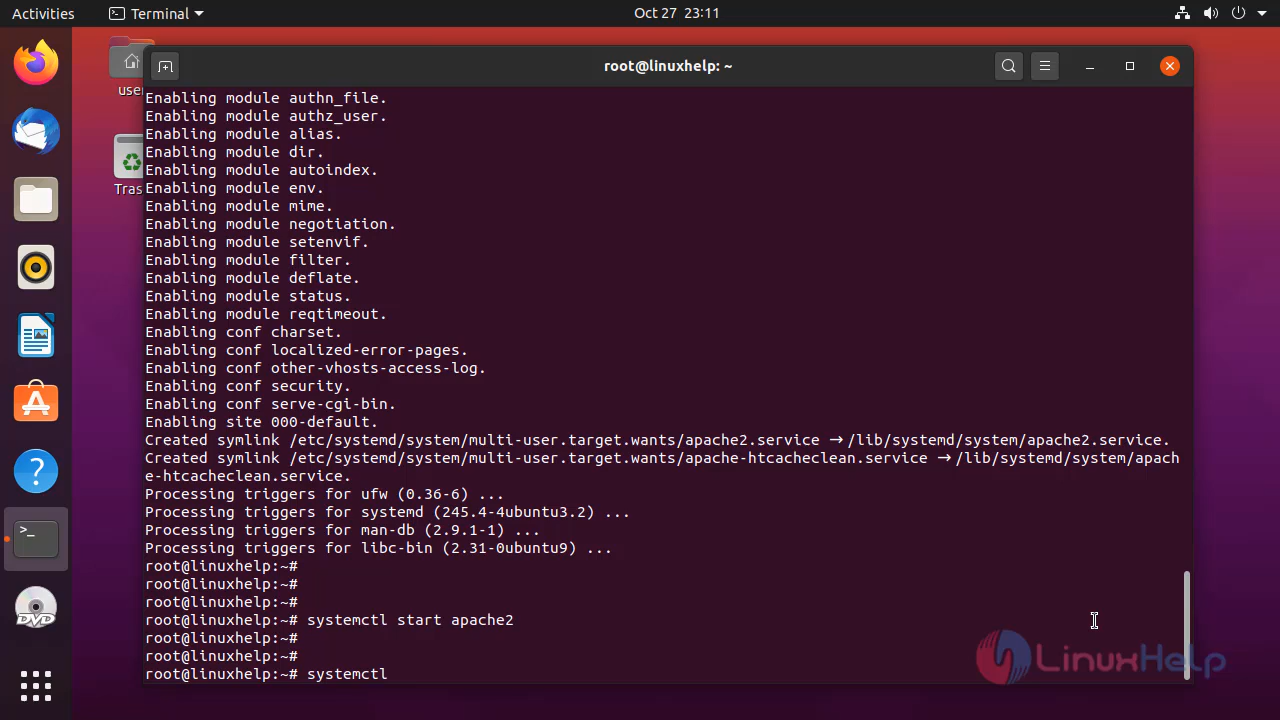 Activities
Terminal
Oct 27 23:11
root@linuxhelp: ~
user
Tras
Enabling module authn_file.
Enabling module authz_user.
Enabling module alias.
Enabling module dir.
Enabling module autoindex.
Enabling module env.
Enabling module mime.
Enabling module negotiation.
Enabling module setenvif.
Enabling module filter.
Enabling module deflate.
Enabling module status.
Enabling module reqtimeout.
Enabling conf charset.
Enabling conf localized-error-pages.
Enabling conf other-vhosts-access-log.
Enabling conf security.
Enabling conf serve-cgi-bin.
Enabling site 000-default.
Created symlink /etc/systemd/system/multi-user.target.wants/apache2.service → /lib/systemd/system/apache2.service.
Created symlink /etc/systemd/system/multi-user.target.wants/apache-htcacheclean.service → /lib/systemd/system/apach
e-htcacheclean.service.
Processing triggers for ufw (0.36-6) ...
Processing triggers for systemd (245.4-4ubuntu3.2) ...
Processing triggers for man-db (2.9.1-1) ...
Processing triggers for libc-bin (2.31-0ubuntu9) ...
root@linuxhelp:~#
root@linuxhelp:~#
root@linuxhelp:~#
root@linuxhelp:~# systemctl start apache2
root@linuxhelp:~#
root@linuxhelp:~#
root@linuxhelp:~# systemctl
LinuxHelp
DVD